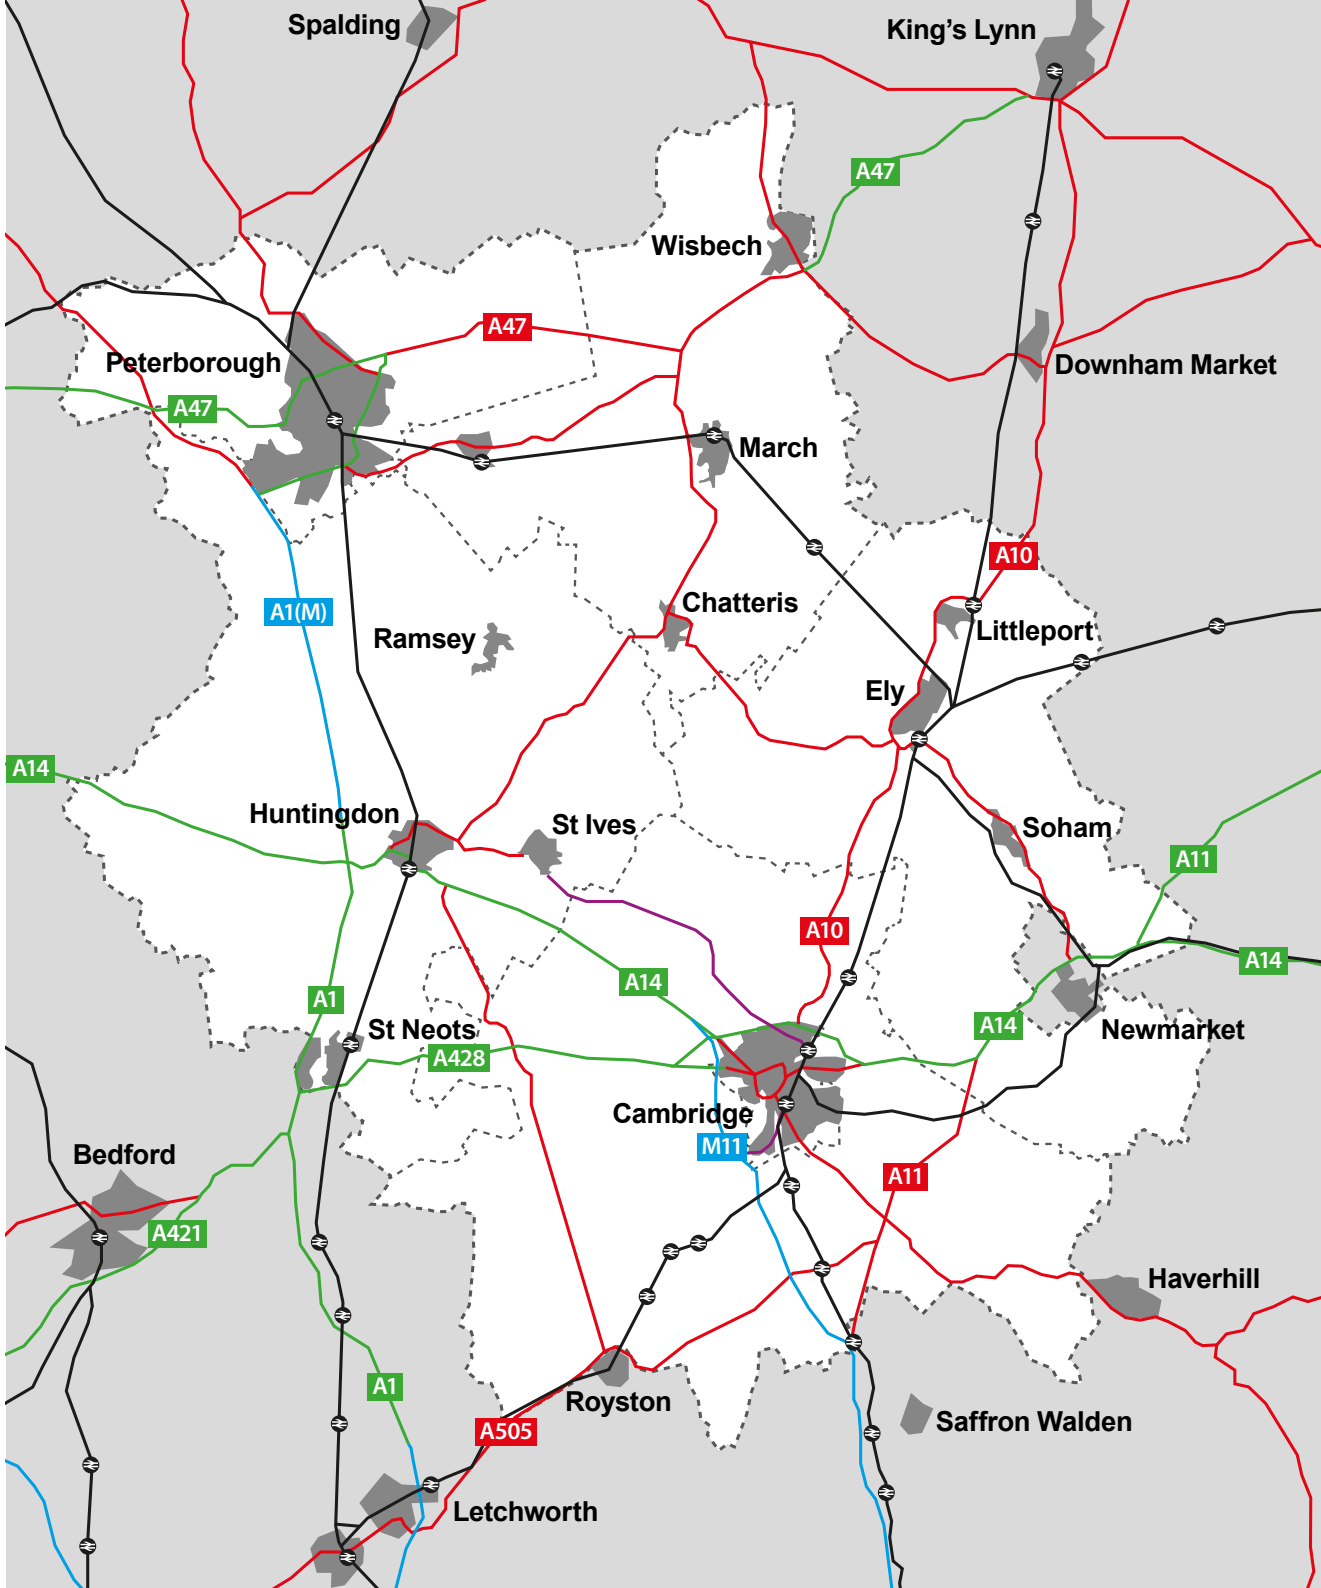 Spalding
King's Lynn
A47
Wisbech
A47
Peterborough
Downham Market
A47
March
A10
A1(M)
Chatteris
Ramsey
Littleport
Ely
A14
Huntingdon
St Ives
Soham
A11
A10
A14
A14
A1
A14
St Neots
Newmarket
A428
Cambridge
M11
Bedford
A11
A421
Haverhill
A1
Royston
Saffron Walden
A505
Letchworth